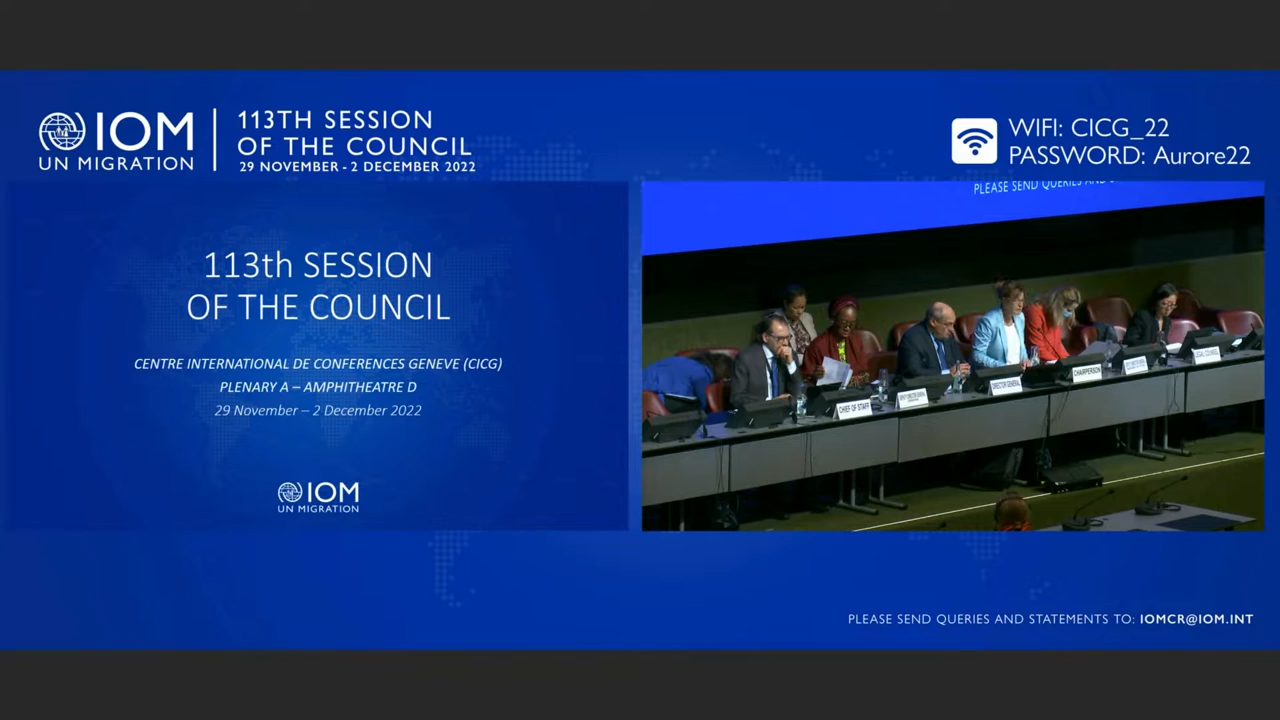 IOM
UN MIGRATION
113TH SESSION
OF THE COUNCIL
29 NOVEMBER - 2 DECEMBER 2022
WIFI: CICG_22
PASSWORD: Aurore22
113th SESSION
OF THE COUNCIL
CENTRE INTERNATIONAL DE CONFERENCES GENEVE (CICG)
PLENARY A – AMPHITHEATRE D
29 November – 2 December 2022
IOM
UN MIGRATION
PLEASE SEND QUERIES AND
CHIEF OF STAFF
DEPUTY DIRECTOR GENERAL
DIRECTOR GENERAL
CHAIRPERSON
LEGAL COUNSEL
PLEASE SEND QUERIES AND STATEMENTS TO: IOMCR@IOM.INT